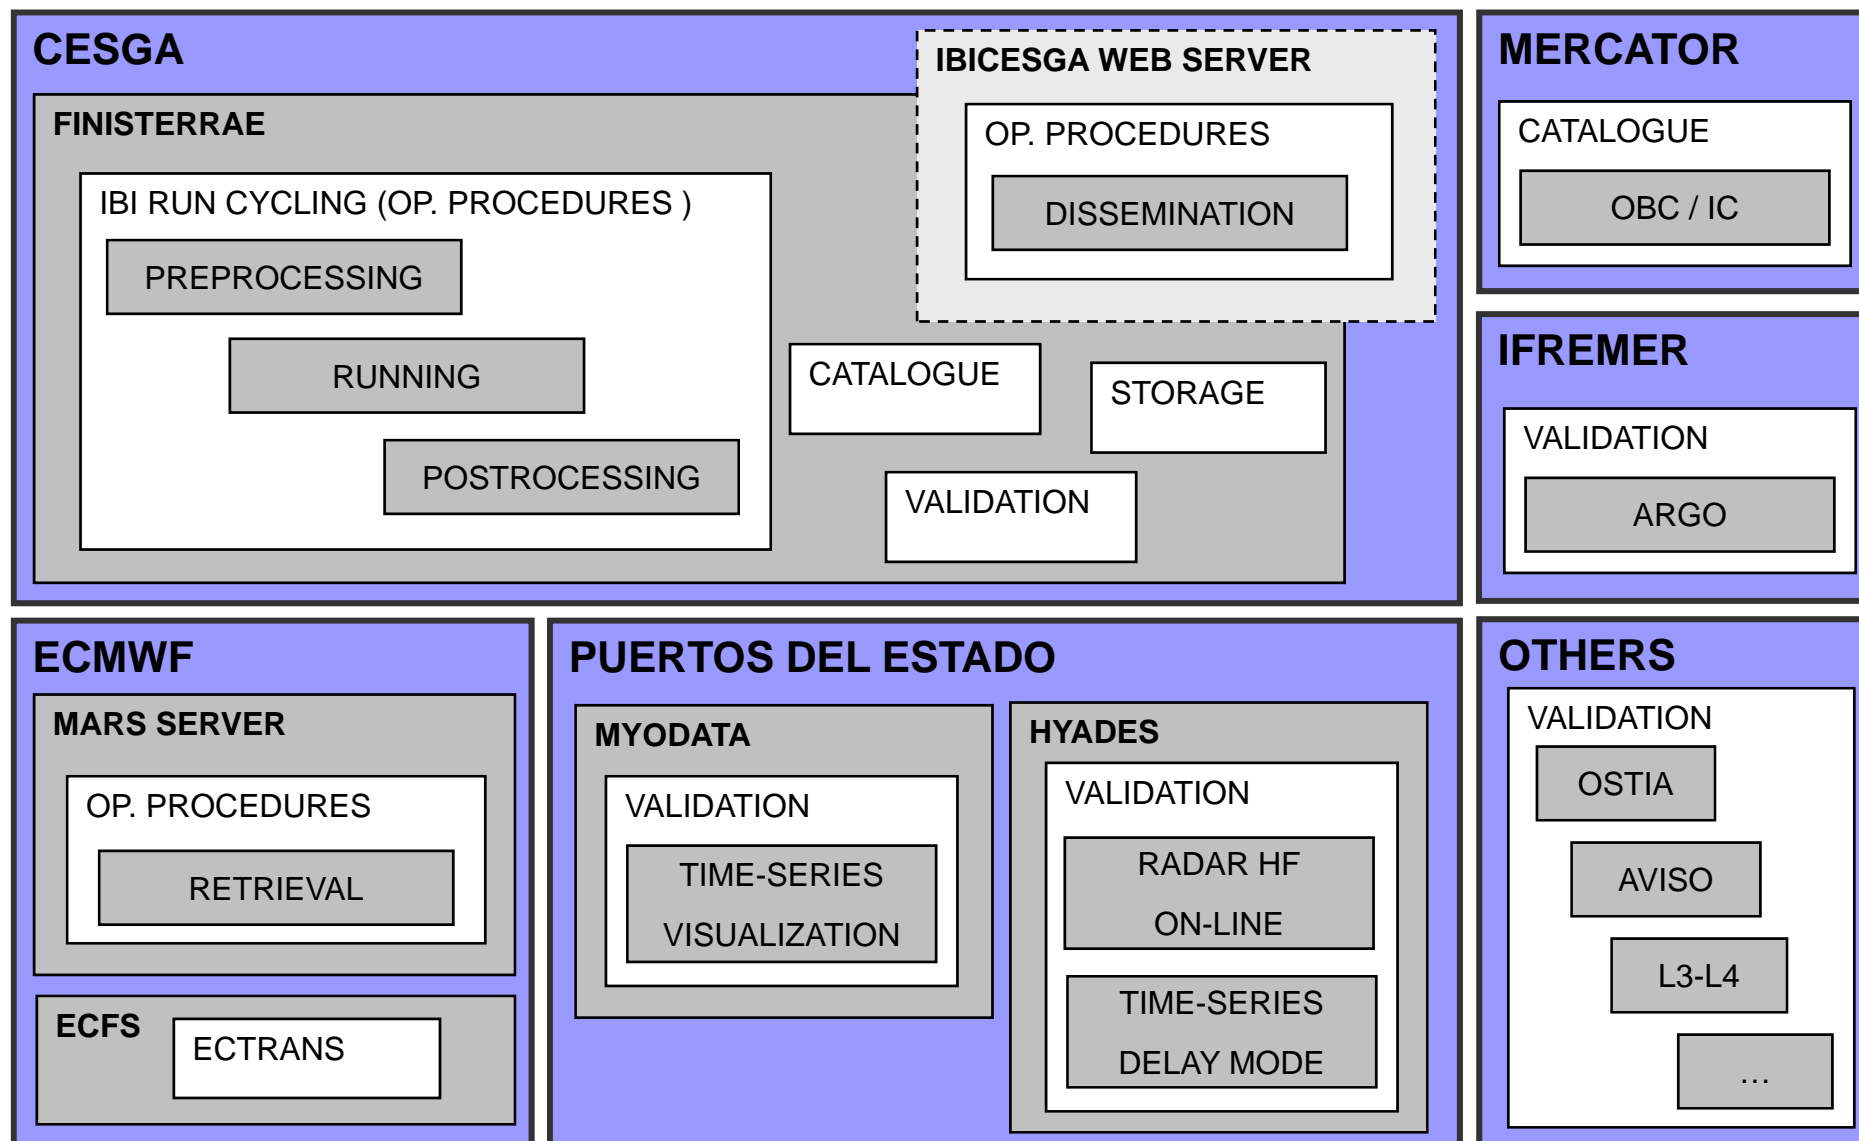 CESGA
IBICESGA WEB SERVER
FINISTERRAE
OP. PROCEDURES
DISSEMINATION
IBI RUN CYCLING (OP. PROCEDURES )
PREPROCESSING
RUNNING
POSTROCESSING
CATALOGUE
STORAGE
VALIDATION
MERCATOR
CATALOGUE
OBC / IC
IFREMER
VALIDATION
ARGO
ECMWF
MARS SERVER
OP. PROCEDURES
RETRIEVAL
ECFS
ECTRANS
PUERTOS DEL ESTADO
MYODATA
VALIDATION
TIME-SERIES
VISUALIZATION
HYADES
VALIDATION
RADAR HF
ON-LINE
TIME-SERIES
DELAY MODE
OTHERS
VALIDATION
OSTIA
AVISO
L3-L4
…